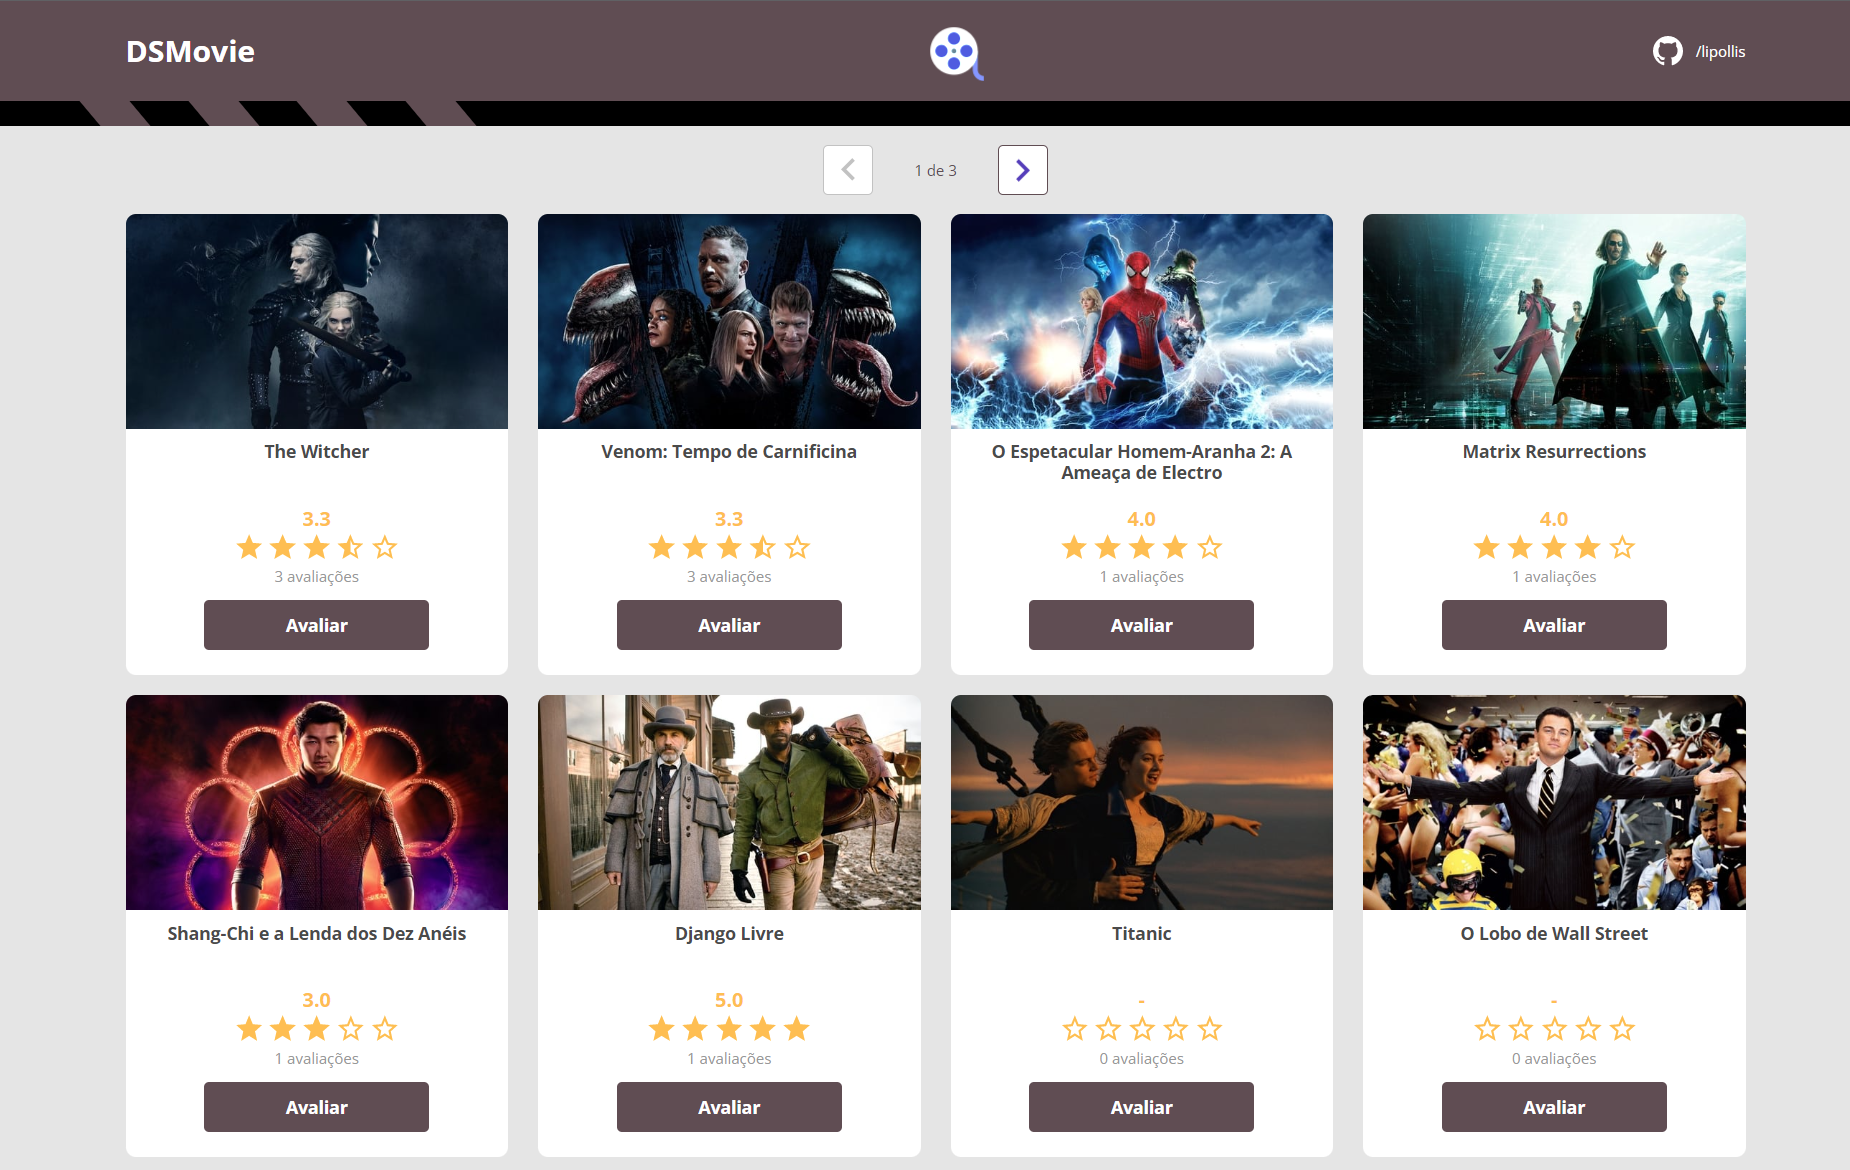 DSMovie
/lipollis
1 de 3
The Witcher
3.3
3 avaliações
Avaliar
Venom: Tempo de Carnificina
3.3
3 avaliações
Avaliar
O Espetacular Homem-Aranha 2: A
Ameaça de Electro
4.0
1 avaliações
Avaliar
Matrix Resurrections
4.0
1 avaliações
Avaliar
Shang-Chi e a Lenda dos Dez Anéis
3.0
1 avaliações
Avaliar
Django Livre
5.0
1 avaliações
Avaliar
Titanic
-
0 avaliações
Avaliar
O Lobo de Wall Street
-
0 avaliações
Avaliar